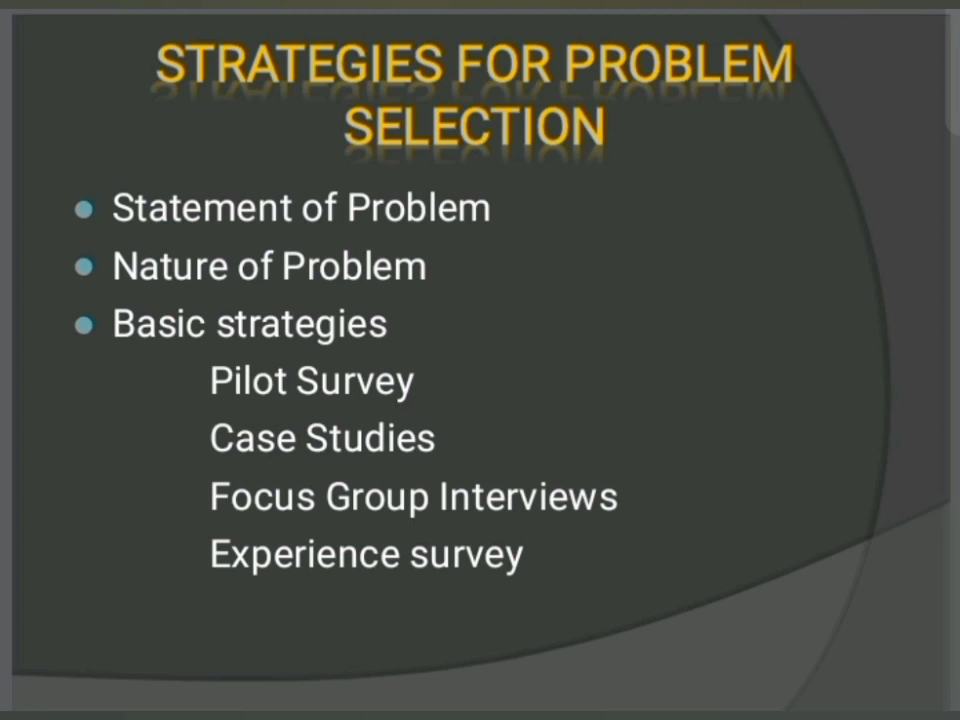 STRATEGIES FOR PROBLEM
SELECTION
Statement of Problem
Nature of Problem
Basic strategies
Pilot Survey
Case Studies
Focus Group Interviews
Experience survey